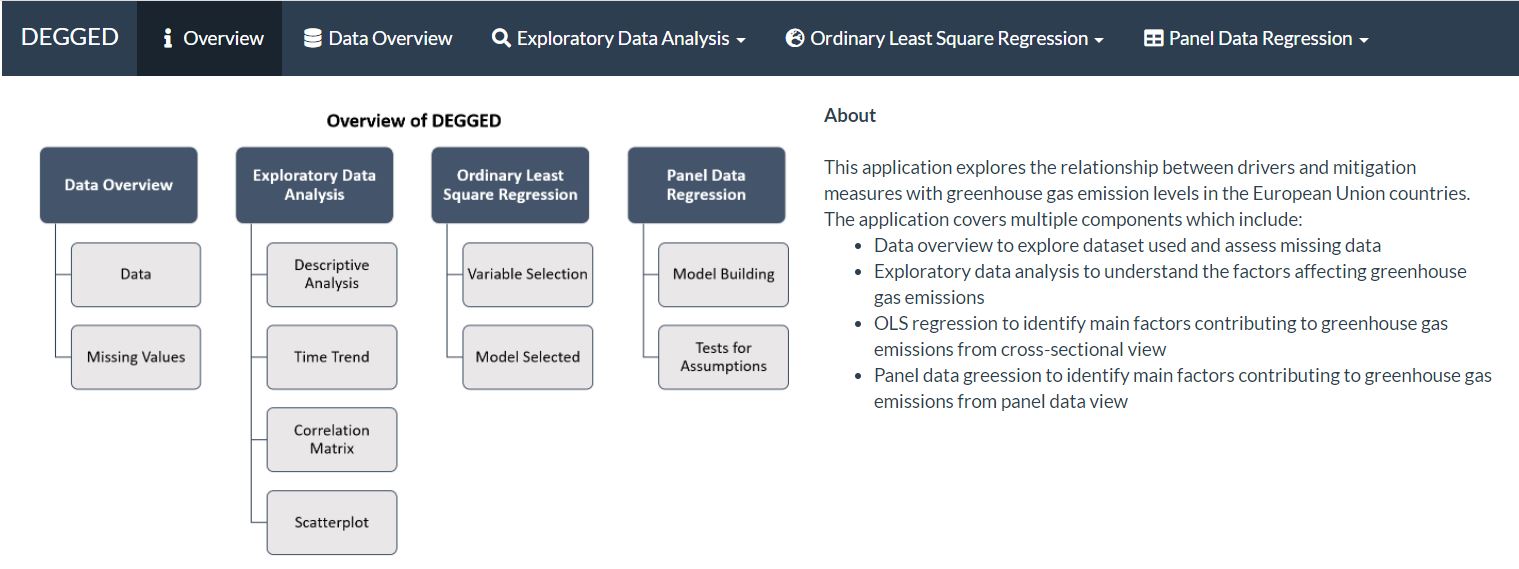 DEGGED
Overview
Data Overview
Exploratory Data Analysis
Ordinary Least Square Regression
Panel Data Regression
Overview of DEGGED
Data Overview
Data
Missing Values
Exploratory Data
Analysis
Descriptive
Analysis
Time Trend
Correlation
Matrix
Scatterplot
Ordinary Least
Square Regression
Variable Selection
Model Selected
Panel Data
Regression
Model Building
Tests for
Assumptions
About
This application explores the relationship between drivers and mitigation
measures with greenhouse gas emission levels in the European Union countries.
The application covers multiple components which include:
• Data overview to explore dataset used and assess missing data
• Exploratory data analysis to understand the factors affecting greenhouse
gas emissions
• OLS regression to identify main factors contributing to greenhouse gas
emissions from cross-sectional view
• Panel data greession to identify main factors contributing to greenhouse gas
emissions from panel data view